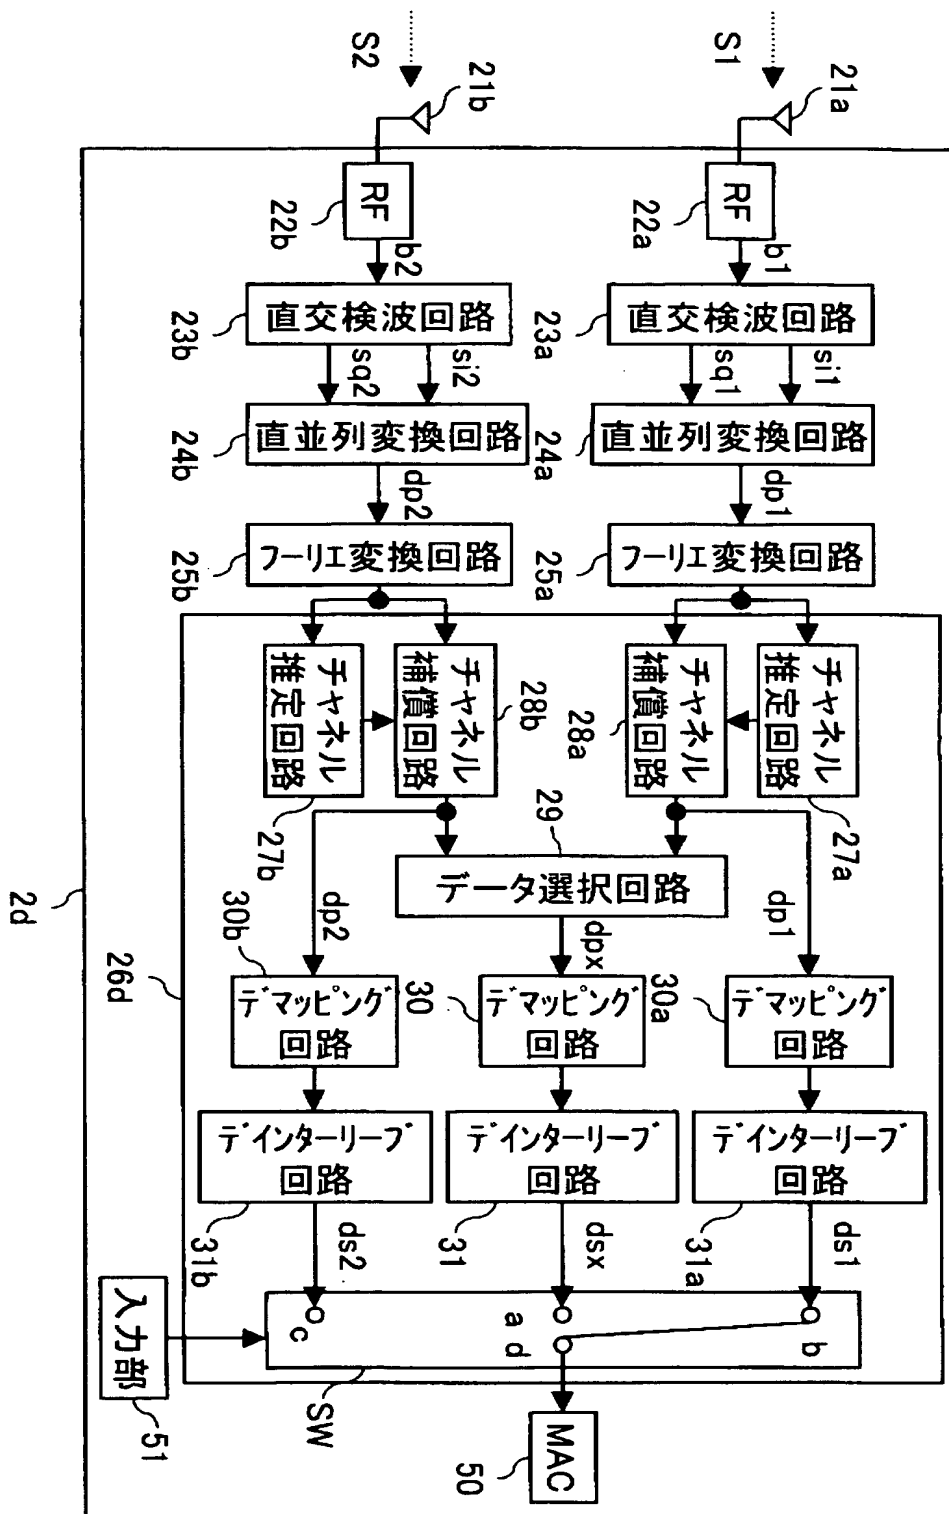 S1
21a
RF
22a
b1
直交検波回路
23a
si1
sq1
直並列変換回路
24a
dp1
フーリエ変換回路
25a
チャネル
推定回路
27a
チャネル
補償回路
28a
dp1
デマッピング
回路
30a
デインターリーブ
回路
31a
ds1
b
S2
21b
RF
22b
b2
直交検波回路
23b
si2
sq2
直並列変換回路
24b
dp2
フーリエ変換回路
25b
チャネル
補償回路
28b
チャネル
推定回路
27b
29
データ選択回路
dpx
デマッピング
回路
30
デインターリーブ
回路
31
dsx
a
d
MAC
50
dp2
30b
デマッピング
回路
デインターリーブ
回路
31b
ds2
c
SW
入力部
51
26d
2d